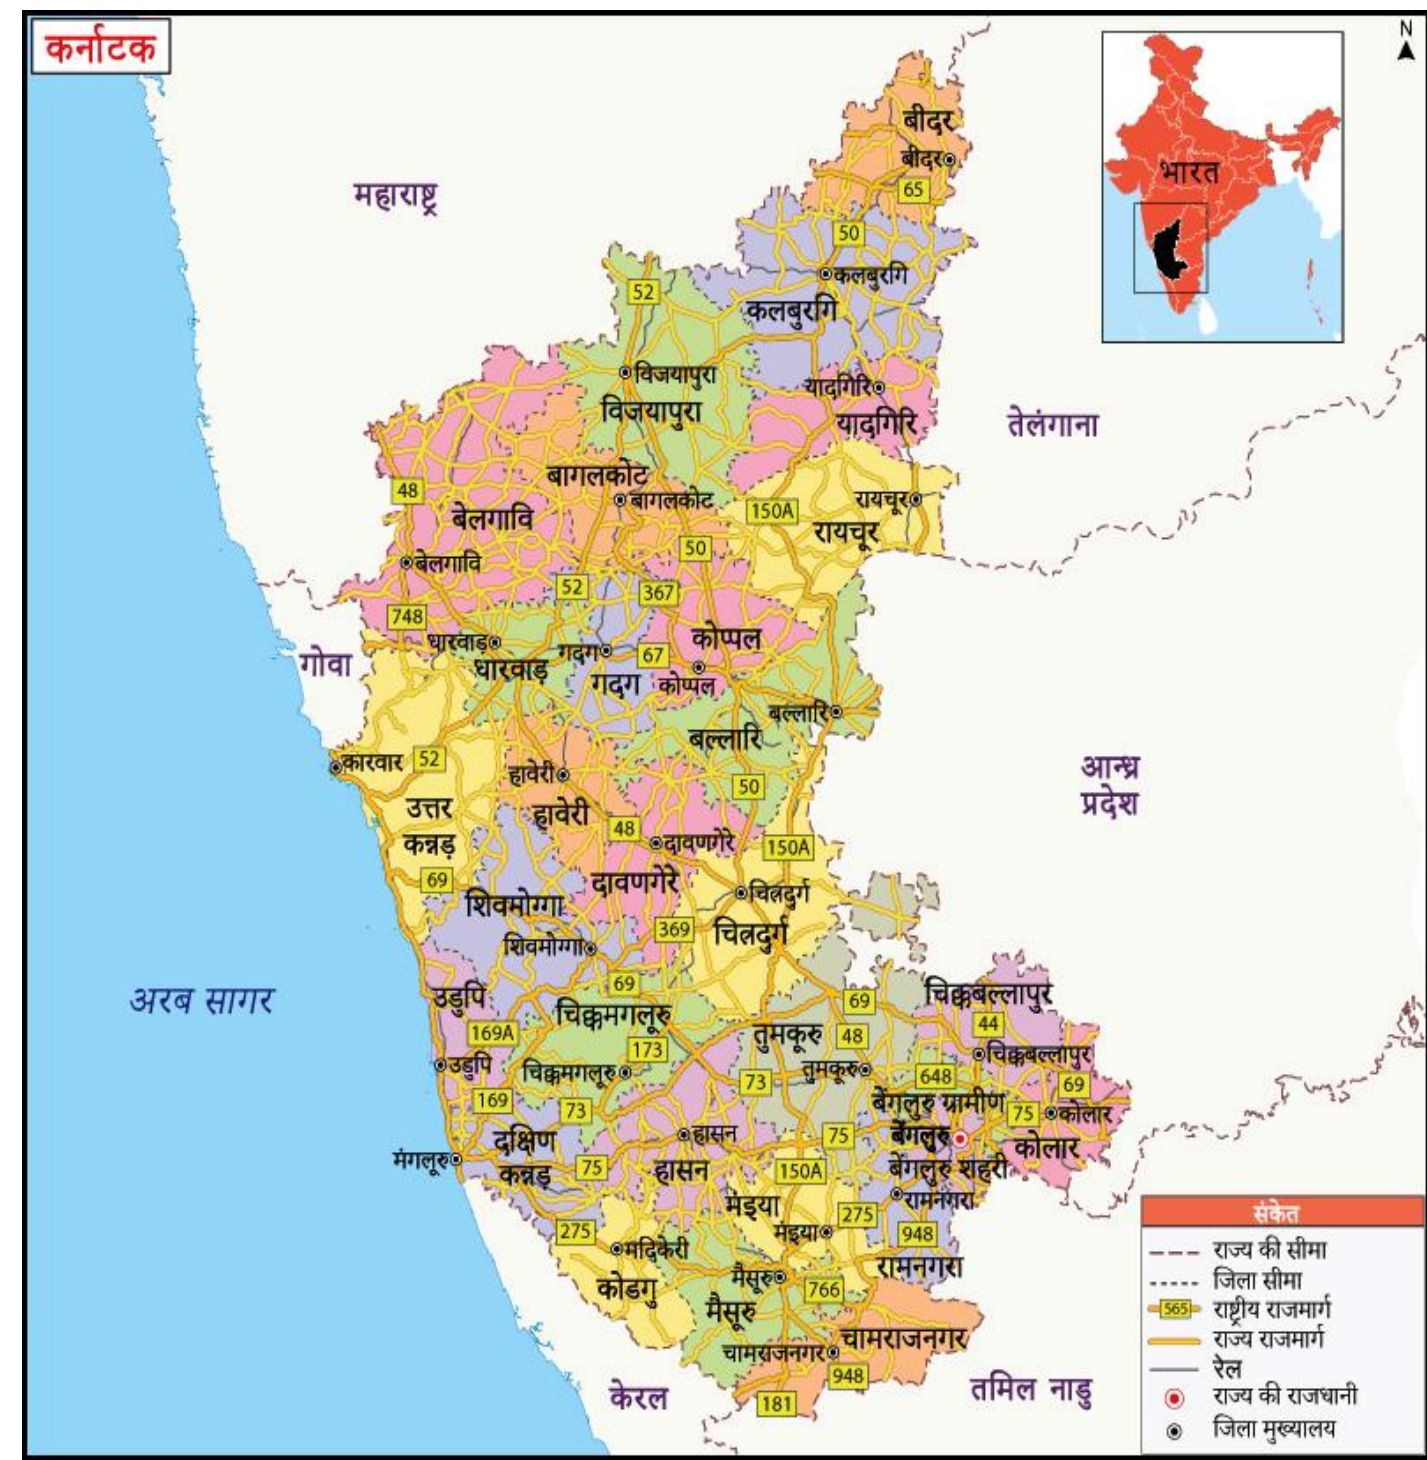 कर्नाटक
N
भारत
महाराष्ट्र
बीदर
बीदर
65
50
कलबुरगि
कलबुरगि
52
विजयापुरा
विजयापुरा
यादगिरि
यादगिरि
तेलंगाना
बागलकोट
बागलकोट
48
बेलगावि
बेलगावि
150A
रायचूर
रायचूर
50
52
367
748
धारवाड़
धारवाड़
गदग
गदग
67
कोप्पल
कोप्पल
गोवा
बल्लारि
बल्लारि
कारवार
52
हावेरी
हावेरी
50
आन्ध्र
प्रदेश
उत्तर
कन्नड़
48
दावणगेरे
दावणगेरे
150A
69
शिवमोग्गा
शिवमोग्गा
चित्रदुर्ग
चित्रदुर्ग
369
69
अरब सागर
उडुपि
उडुपि
169A
चिक्कमगलूरु
चिक्कमगलूरु
173
169
73
तुमकूरु
तुमकूरु
69
48
73
चिक्कबल्लापुर
44
चिक्कबल्लापुर
648
69
बेंगलुरु ग्रामीण
75
कोलार
कोलार
बेंगलुरु
बेंगलुरु शहरी
मंगलूरु
दक्षिण
कन्नड़
75
हासन
हासन
75
150A
मंड्या
मंड्या
275
रामनगरा
948
रामनगरा
275
मदिकेरी
कोडगु
मैसूरु
मैसूरु
766
चामराजनगर
चामराजनगर
948
181
केरल
तमिल नाडु
संकेत
राज्य की सीमा
जिला सीमा
565 राष्ट्रीय राजमार्ग
राज्य राजमार्ग
रेल
राज्य की राजधानी
जिला मुख्यालय